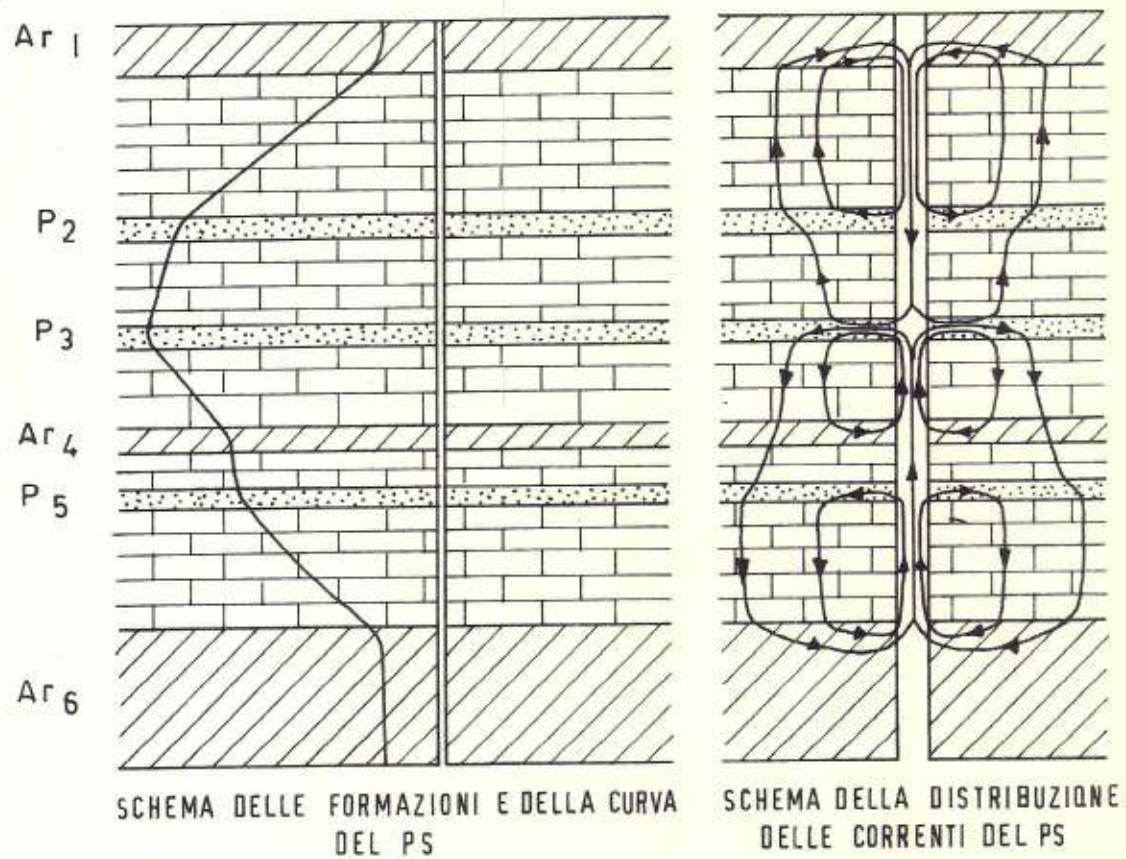 Ar 1
P 2
P 3
Ar 4
P 5
Ar 6
SCHEMA DELLE FORMAZIONI E DELLA CURVA
DEL PS
SCHEMA DELLA DISTRIBUZIONE
DELLE CORRENTI DEL PS